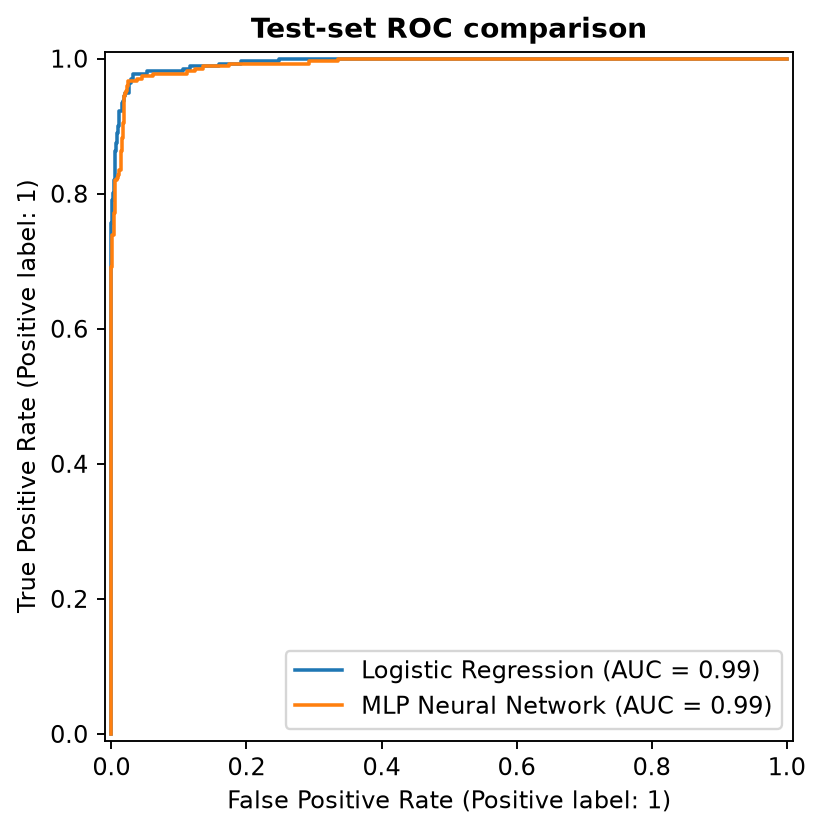 Test-set ROC comparison
1.0
0.8
0.6
0.4
0.2
0.0
True Positive Rate (Positive label: 1)
Logistic Regression (AUC = 0.99)
MLP Neural Network (AUC = 0.99)
0.0 0.2 0.4 0.6 0.8 1.0
False Positive Rate (Positive label: 1)